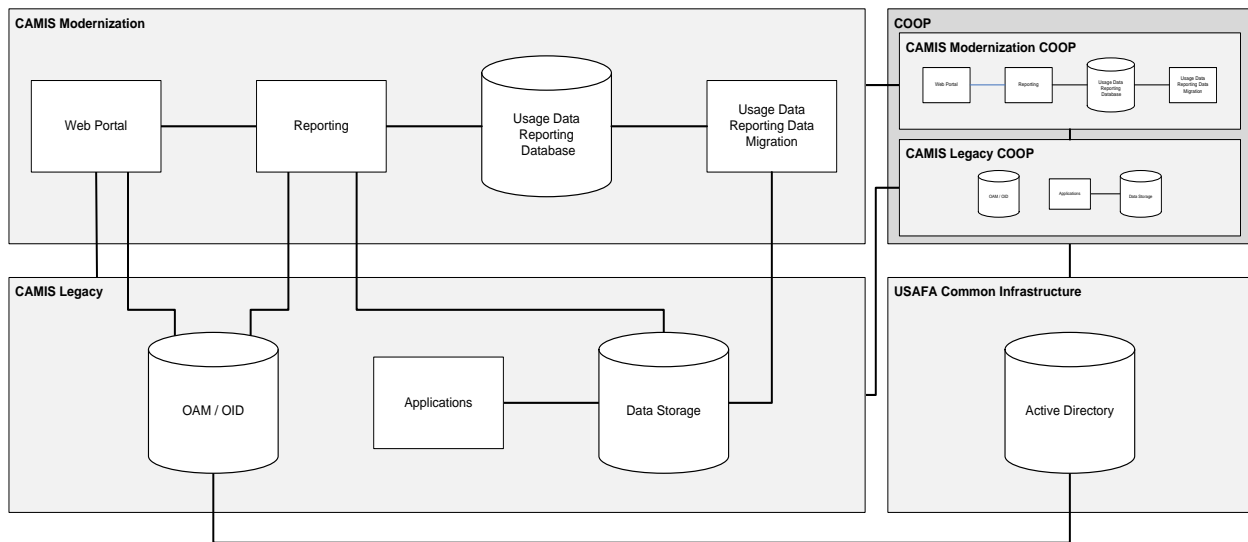 CAMIS Modernization
Web Portal
Reporting
Usage Data
Reporting
Database
Usage Data
Reporting Data
Migration
COOP
CAMIS Modernization COOP
Web Portal
Reporting
Usage Data
Reporting
Database
Usage Data
Reporting Data
Migration
CAMIS Legacy COOP
OAM / OID
Applications
Data Storage
CAMIS Legacy
OAM / OID
Applications
Data Storage
USAFA Common Infrastructure
Active Directory